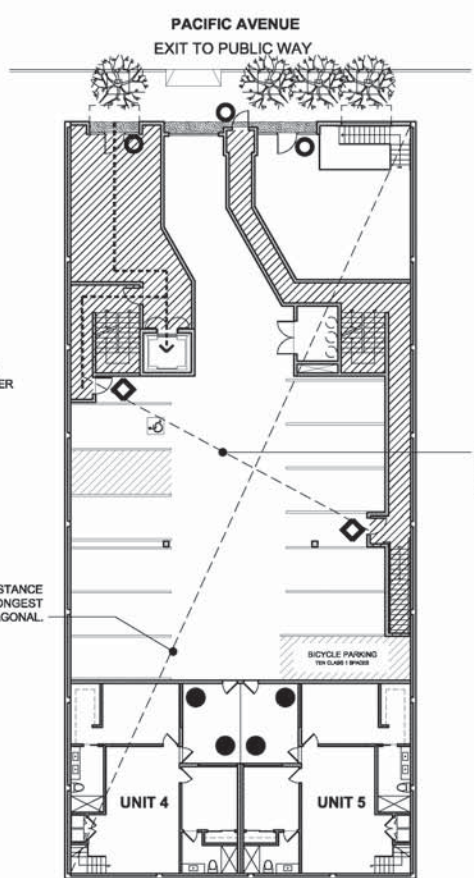 PACIFIC AVENUE
EXIT TO PUBLIC WAY
ER
STANCE
ONGEST
AGONAL.
BICYCLE PARKING
TEN CLASS 1 SPACES
UNIT 4
UNIT 5